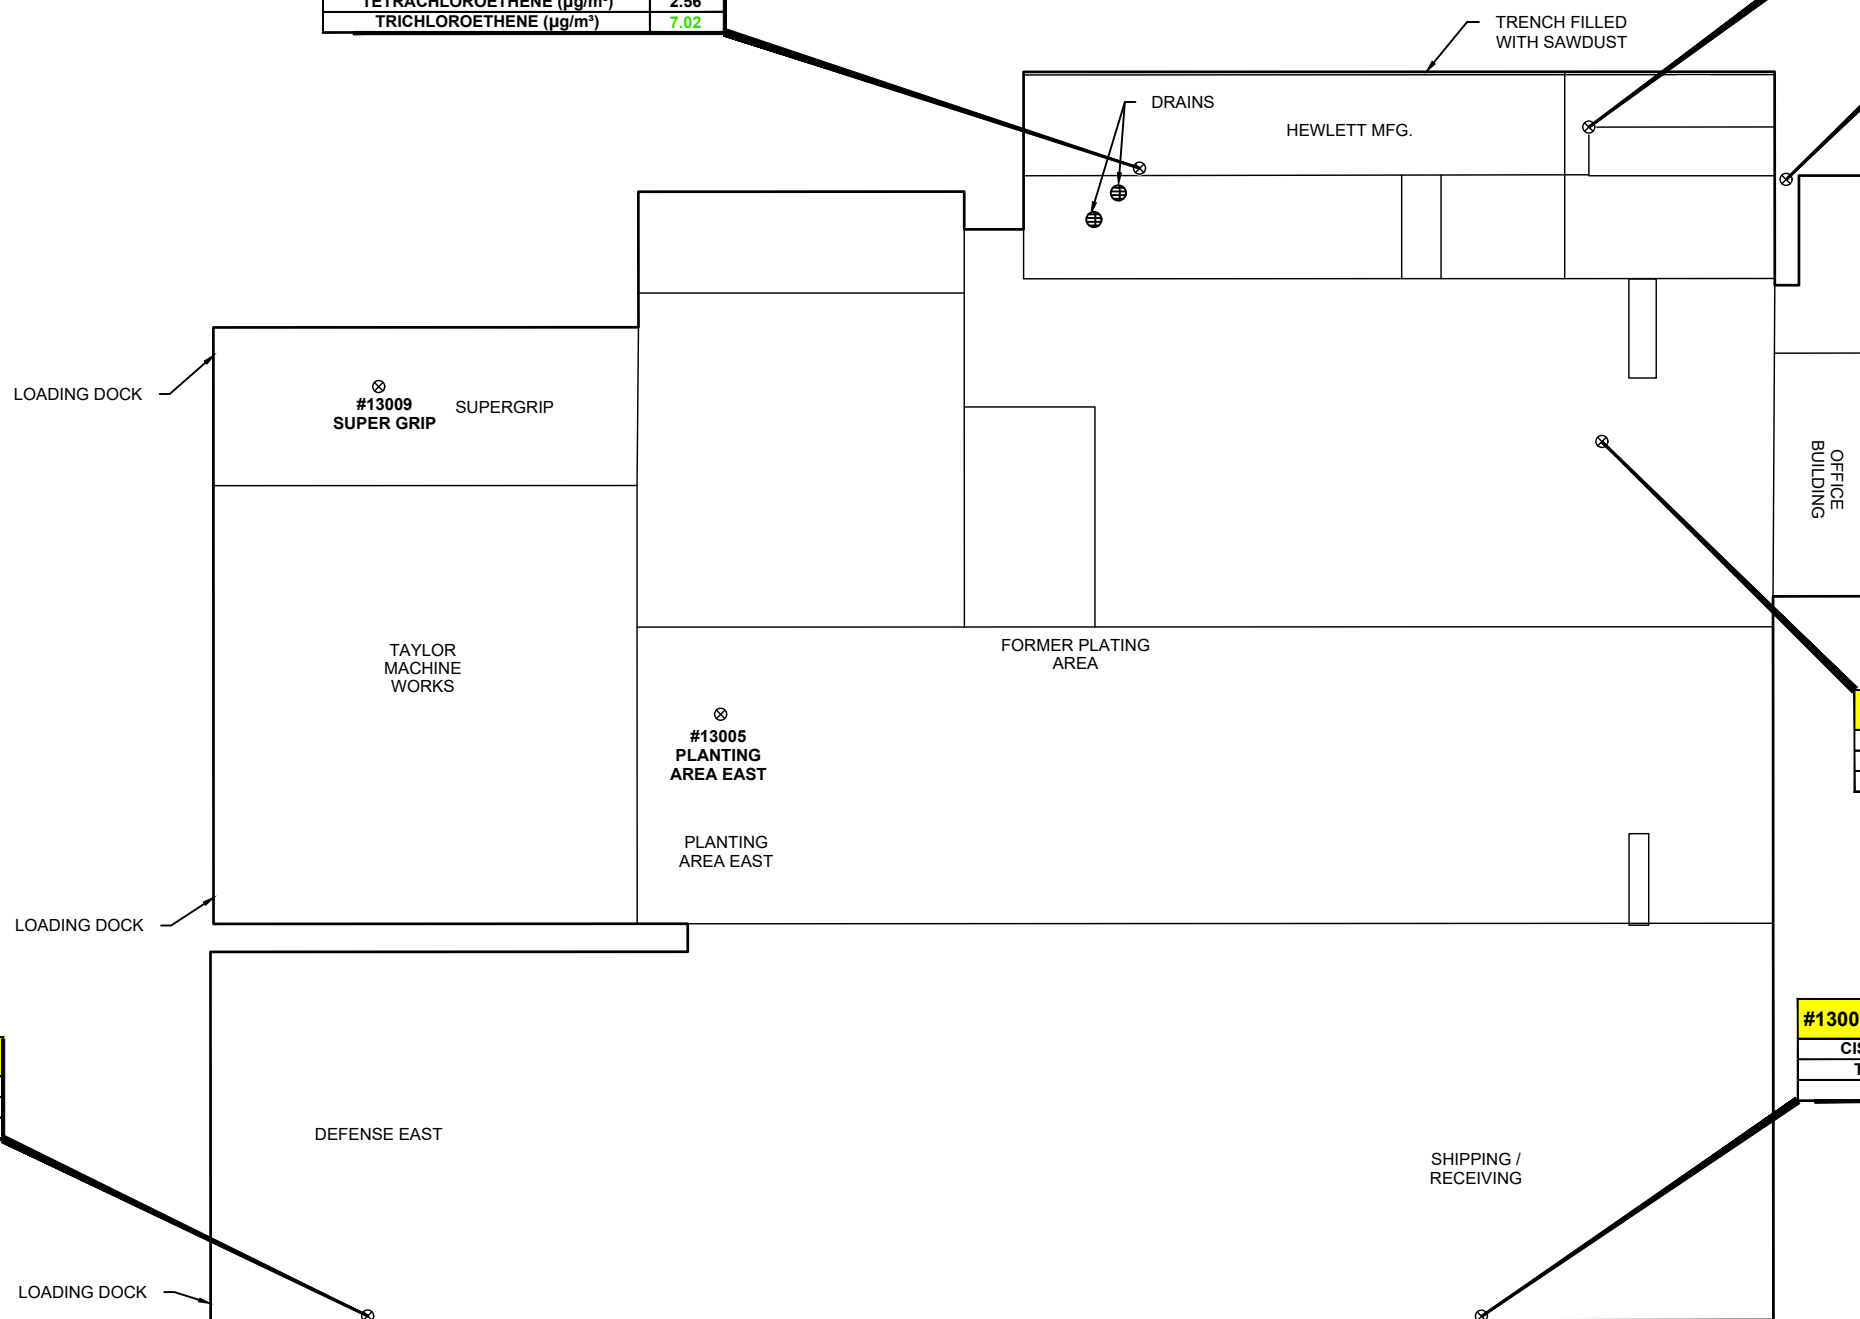 TETRACHLOROETHENE (µg/m³) 2.56
TRICHLOROETHENE (µg/m³) 7.02
TRENCH FILLED
WITH SAWDUST
DRAINS
HEWLETT MFG.
LOADING DOCK
#13009
SUPER GRIP
SUPERGRIP
OFFICE
BUILDING
TAYLOR
MACHINE
WORKS
FORMER PLATING
AREA
#13005
PLANTING
AREA EAST
PLANTING
AREA EAST
LOADING DOCK
#1300
CIS
T
DEFENSE EAST
SHIPPING /
RECEIVING
LOADING DOCK